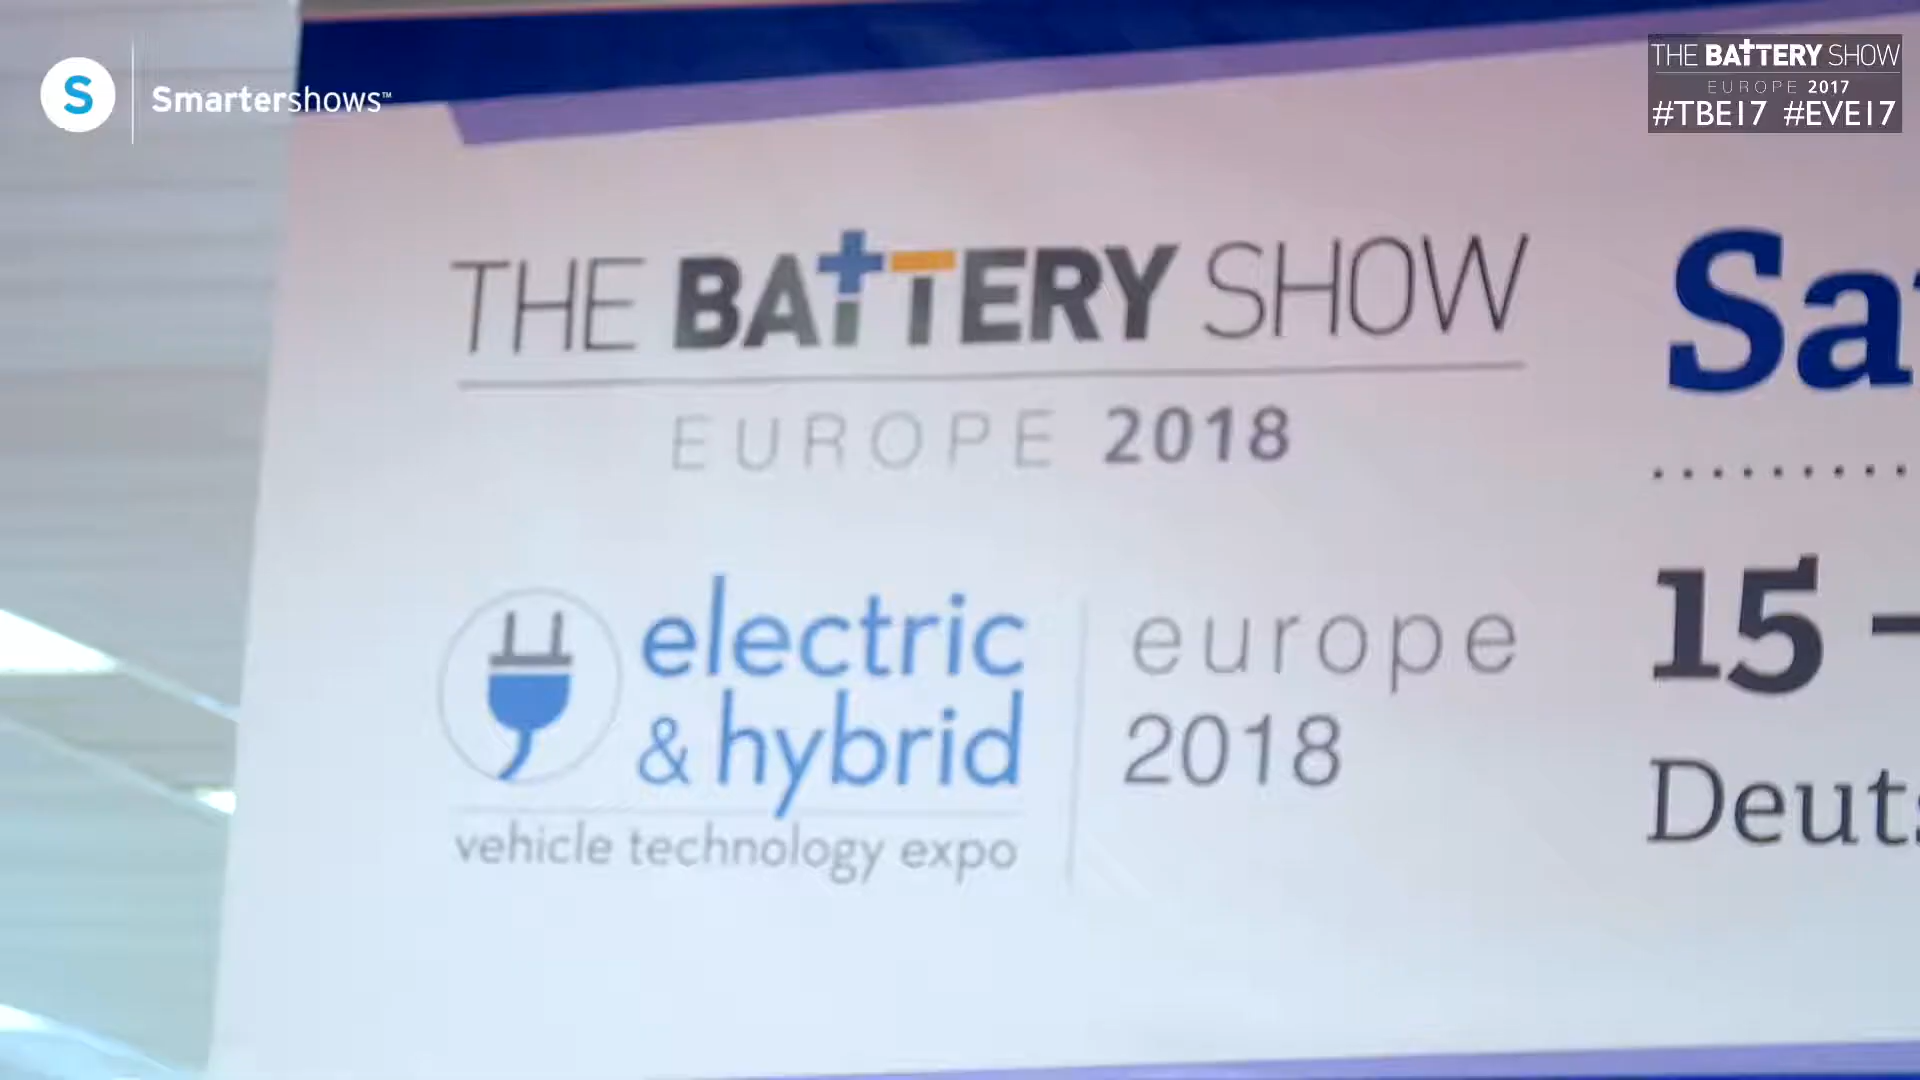 S Smartershows™
THE BATTERY SHOW
EUROPE 2017
#TBE17 #EVE17
THE BATTERY SHOW
EUROPE 2018
electric
& hybrid
vehicle technology expo
europe
2018
15 –